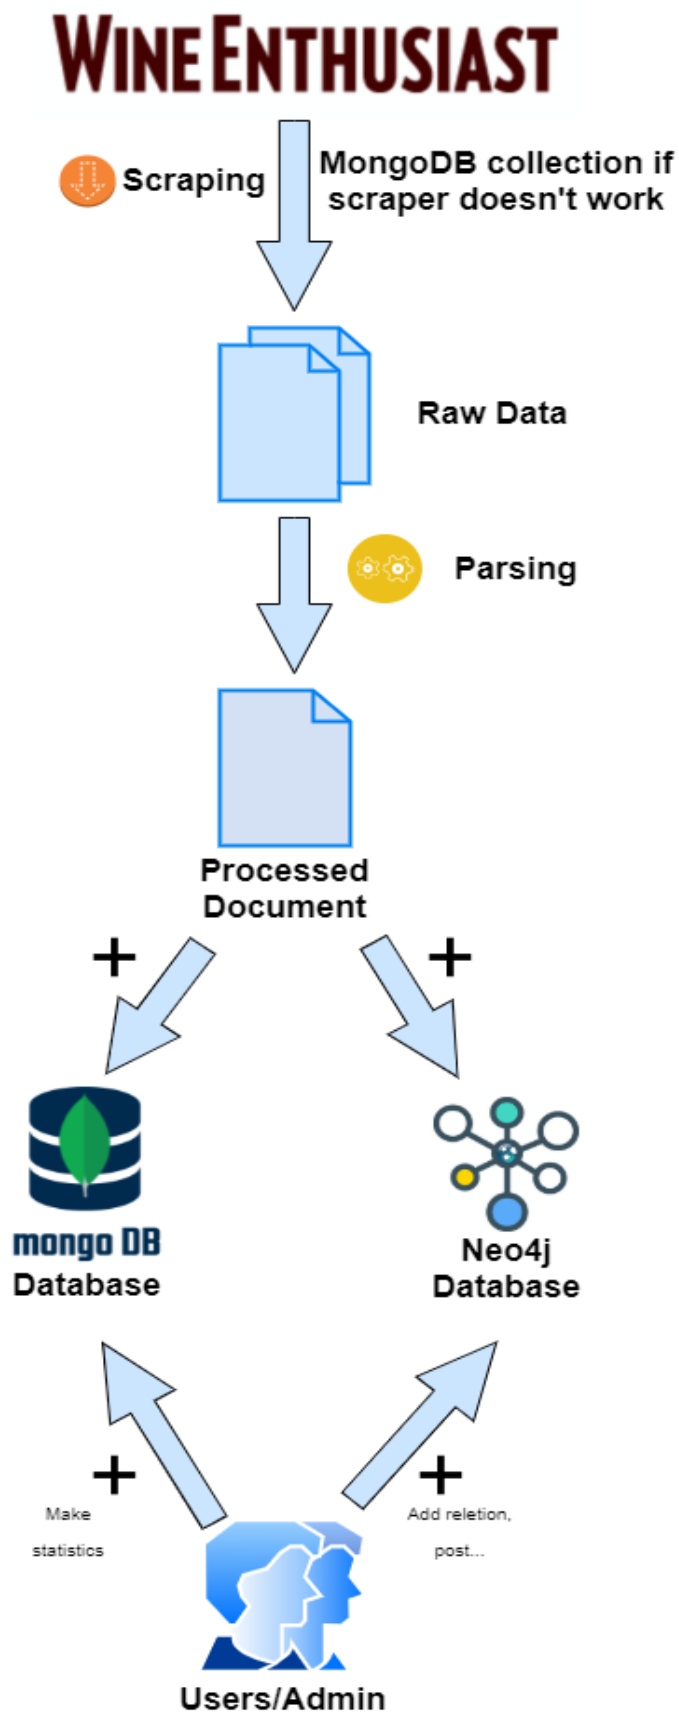 WINE ENTHUSIAST
Scraping
MongoDB collection if
scraper doesn't work
Raw Data
Parsing
Processed
Document
+
+
mongo DB
Database
Neo4j
Database
+
+
Make
statistics
Add reletion,
post...
Users/Admin